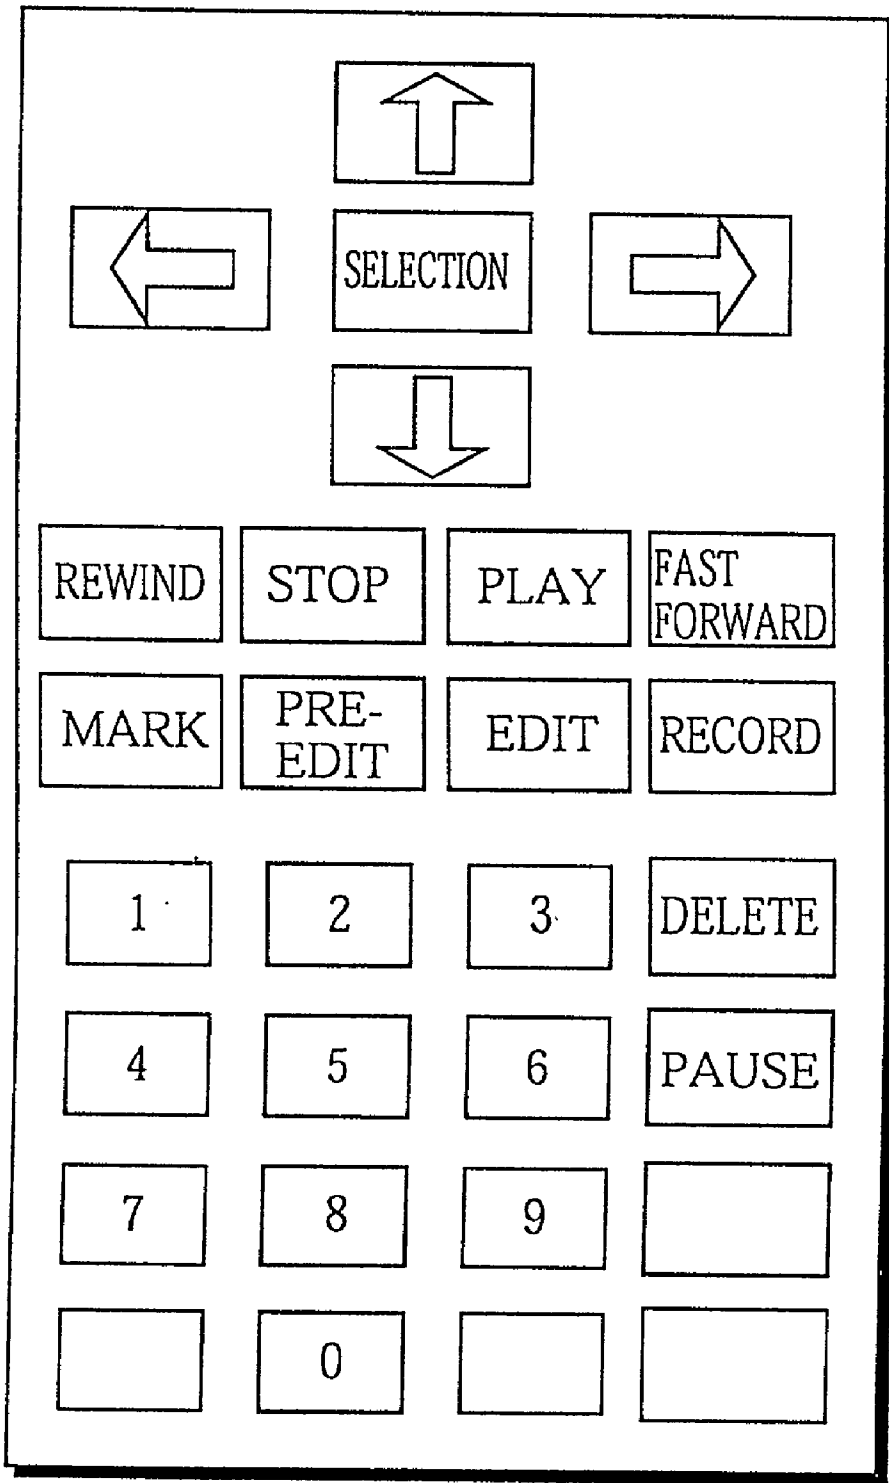 SELECTION
REWIND STOP PLAY FAST
FORWARD
MARK PRE-
EDIT EDIT RECORD
1 2 3 DELETE
4 5 6 PAUSE
7 8 9
0